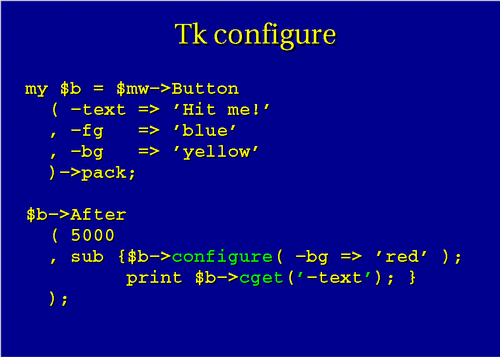 Tk configure
my $b = $mw->Button
( -text => 'Hit me!'
, -fg => 'blue'
, -bg => 'yellow'
)->pack;
$b->After
( 5000
, sub {$b->configure( -bg => 'red' );
print $b->cget('-text'); }
);